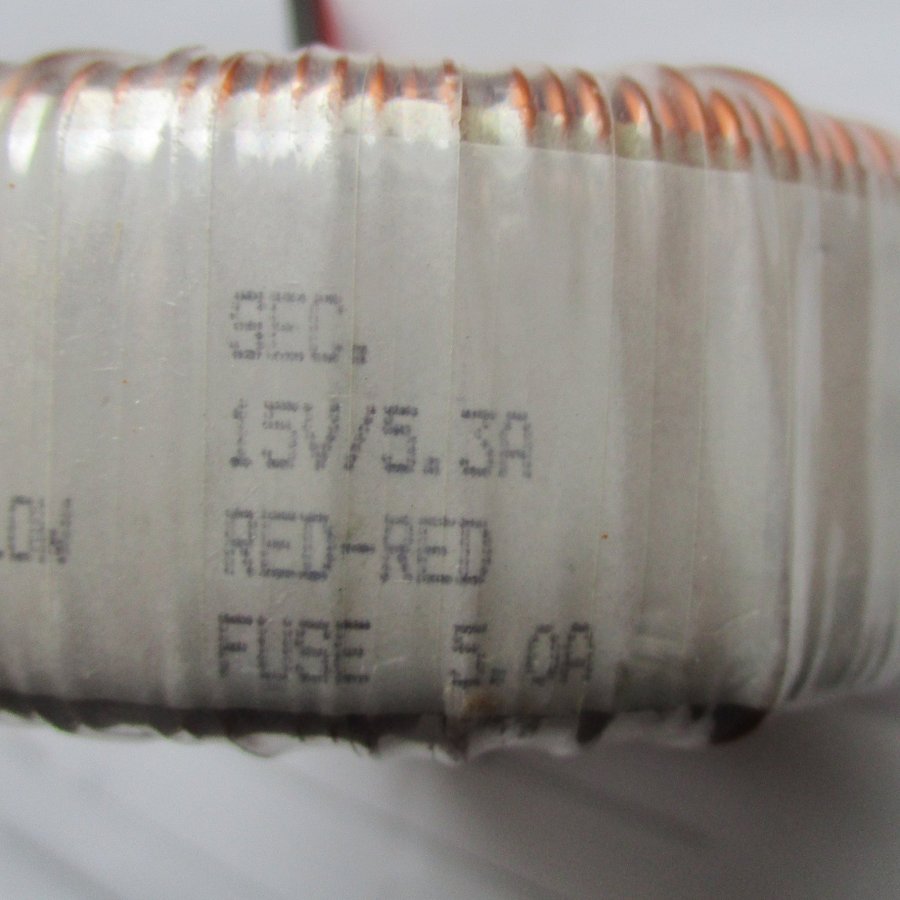 SEC.
15V/5.3A
RED-RED
FUSE 5.0A